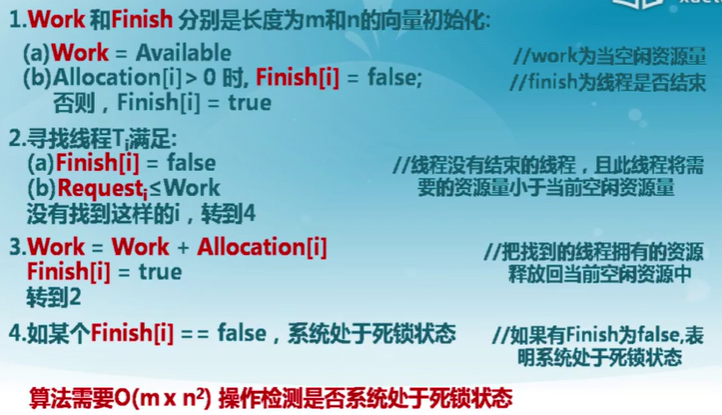 1.Work 和Finish 分别是长度为m和n的向量初始化:
(a)Work = Available //work为当空闲资源量
(b)Allocation[i]> 0 时, Finish[i] = false; //finish为线程是否结束
否则，Finish[i] = true
2.寻找线程Ti满足:
(a)Finish[i] = false //线程没有结束的线程，且此线程将需
(b)Requesti≤Work 要的资源量小于当前空闲资源量
没有找到这样的i，转到4
3.Work = Work + Allocation[i] //把找到的线程拥有的资源
Finish[i] = true 释放回当前空闲资源中
转到2
4.如某个Finish[i] == false，系统处于死锁状态 //如果有Finish为false,表
明系统处于死锁状态
算法需要O(m x n²) 操作检测是否系统处于死锁状态